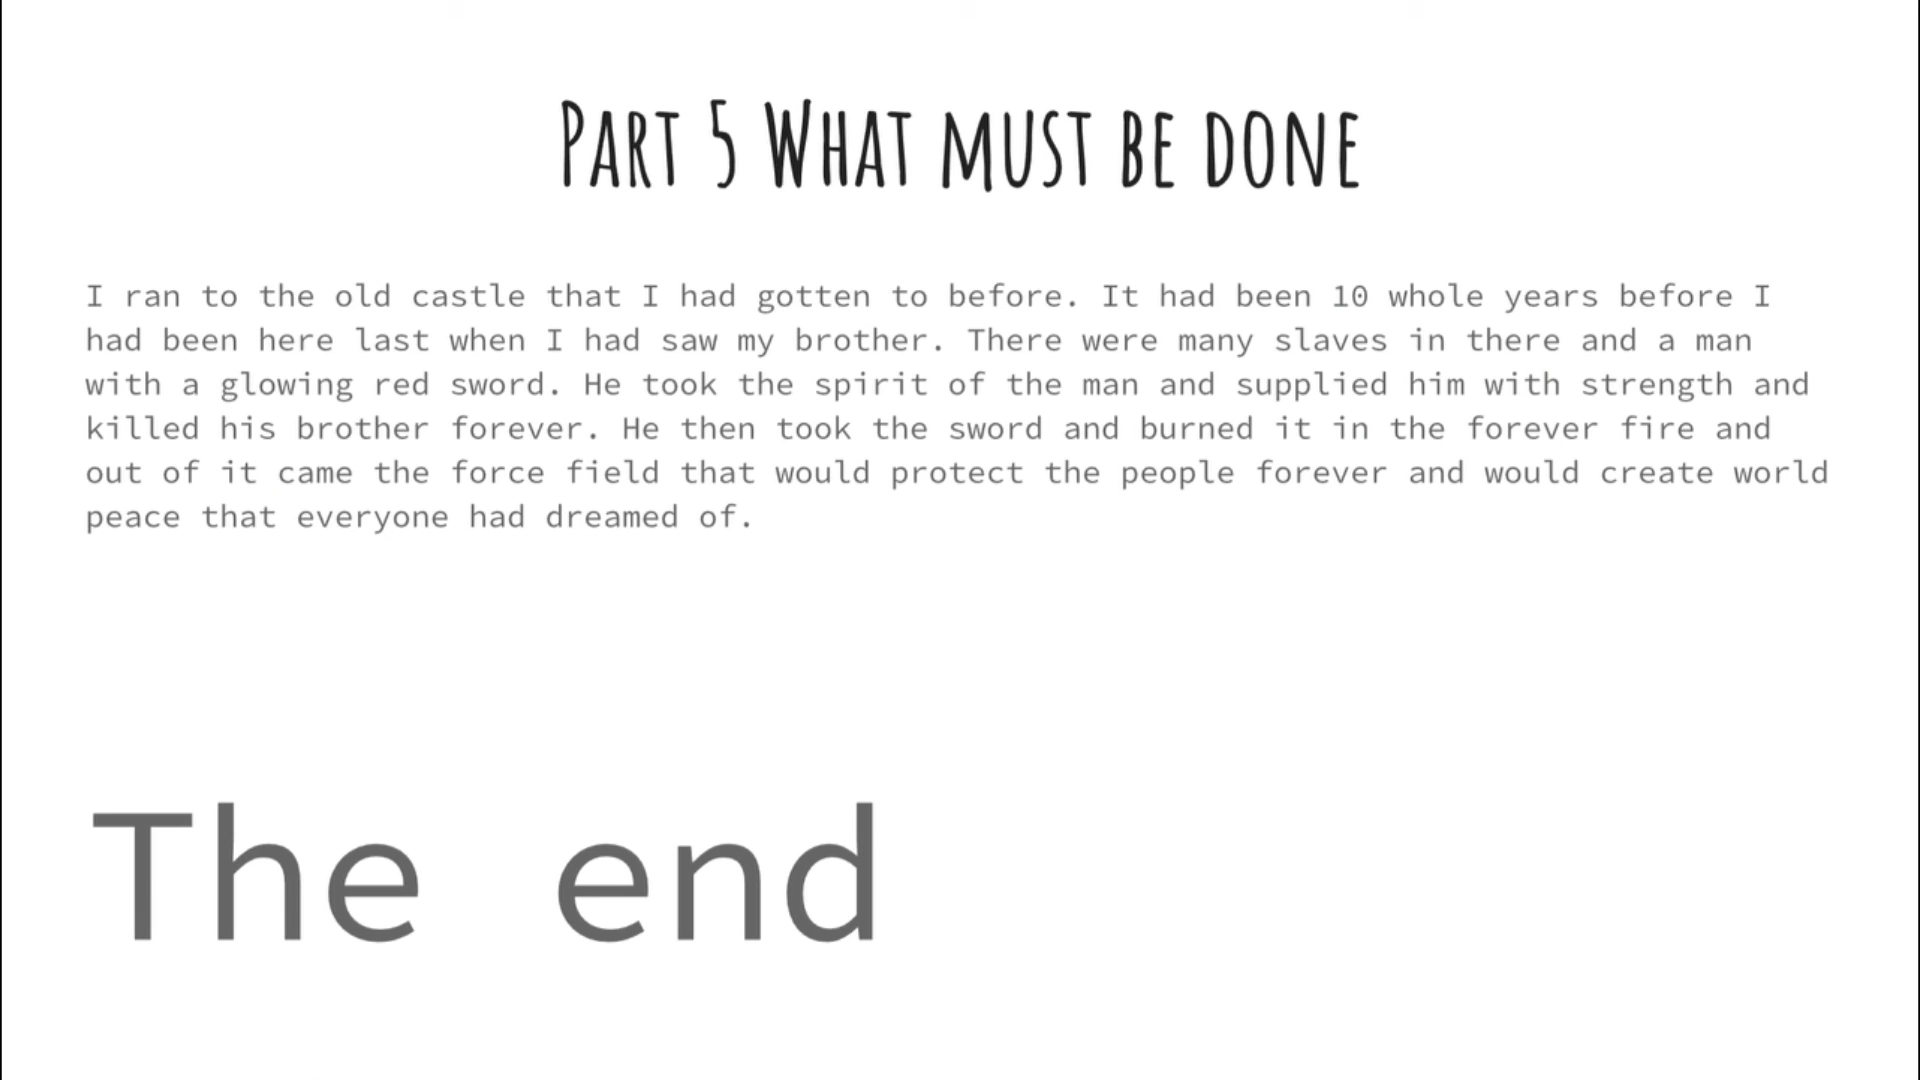 Part 5 What must be done
I ran to the old castle that I had gotten to before. It had been 10 whole years before I
had been here last when I had saw my brother. There were many slaves in there and a man
with a glowing red sword. He took the spirit of the man and supplied him with strength and
killed his brother forever. He then took the sword and burned it in the forever fire and
out of it came the force field that would protect the people forever and would create world
peace that everyone had dreamed of.
The end